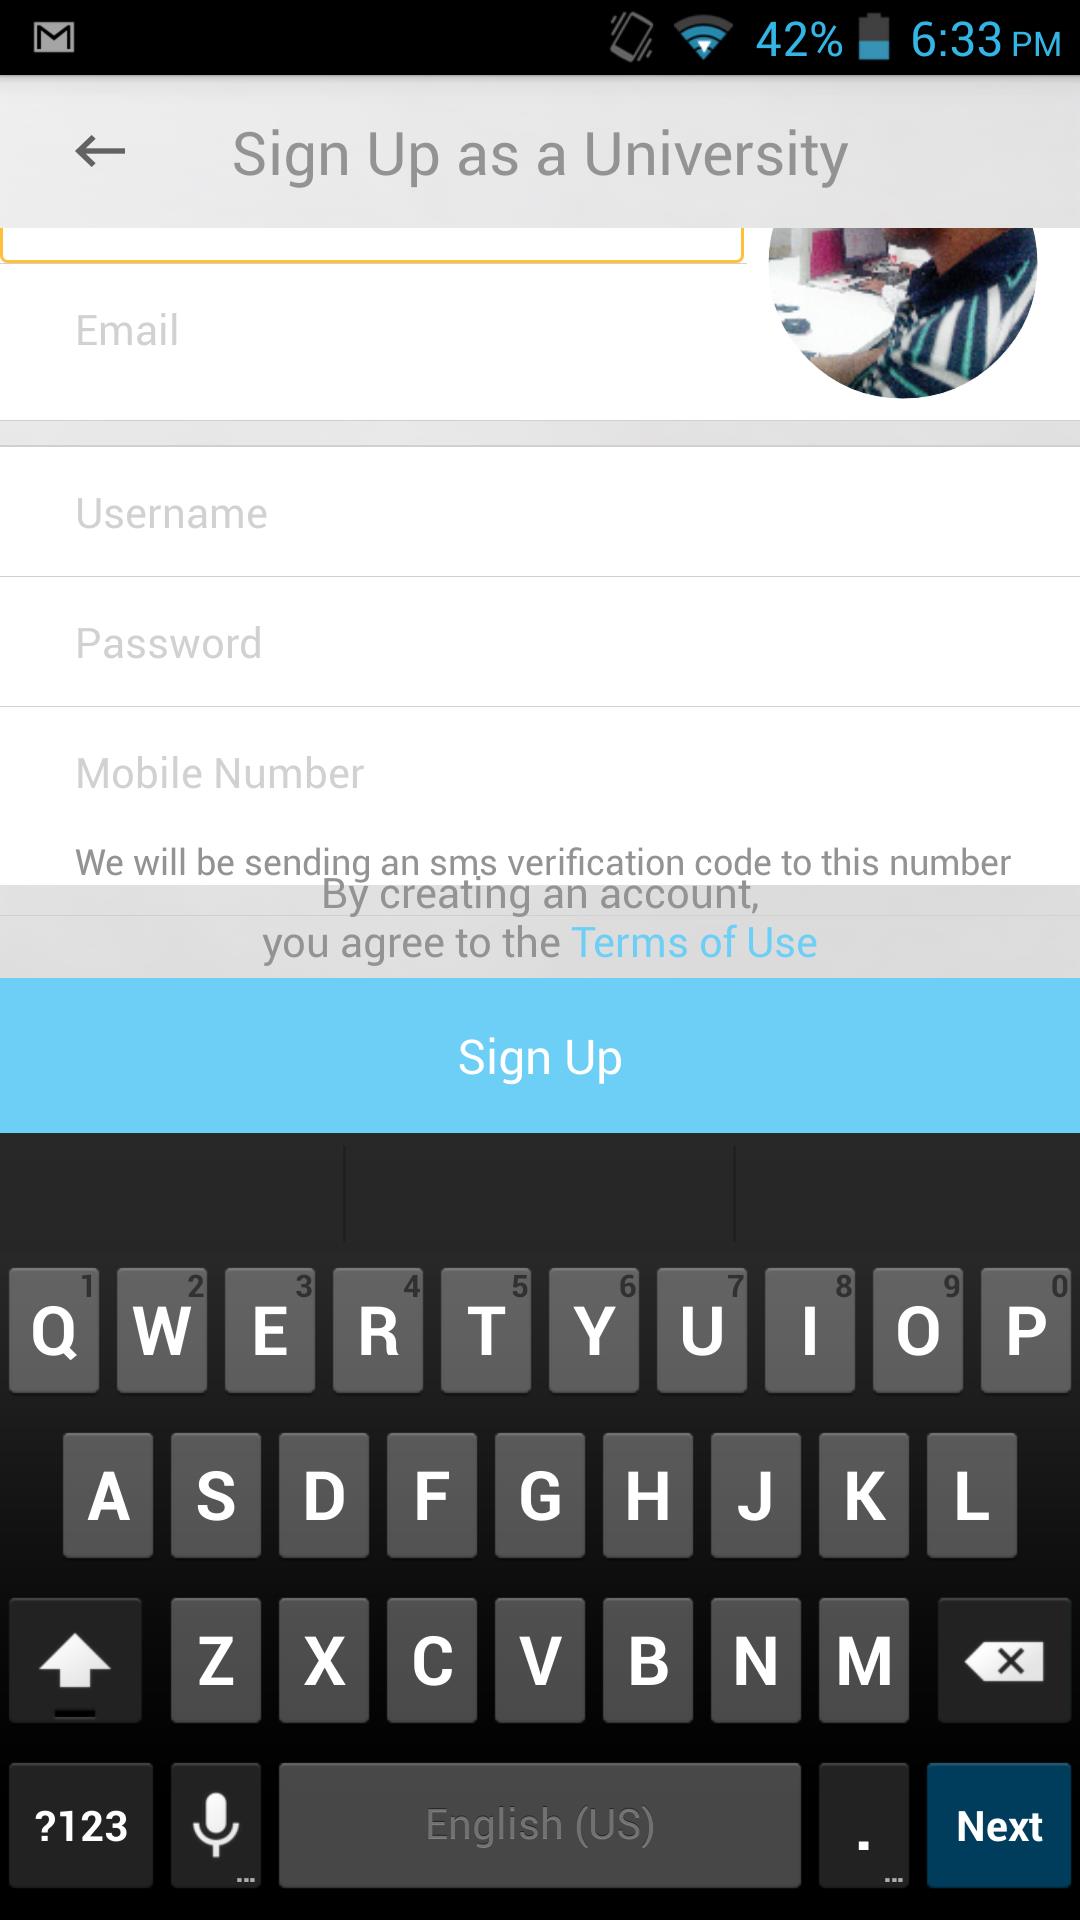 42% 6:33 PM
Sign Up as a University
Email
Username
Password
Mobile Number
We will be sending an sms verification code to this number
By creating an account,
you agree to the Terms of Use
Sign Up
1 2 3 4 5 6 7 8 9 0
Q W E R T Y U I O P
A S D F G H J K L
Z X C V B N M
?123 English (US) . Next